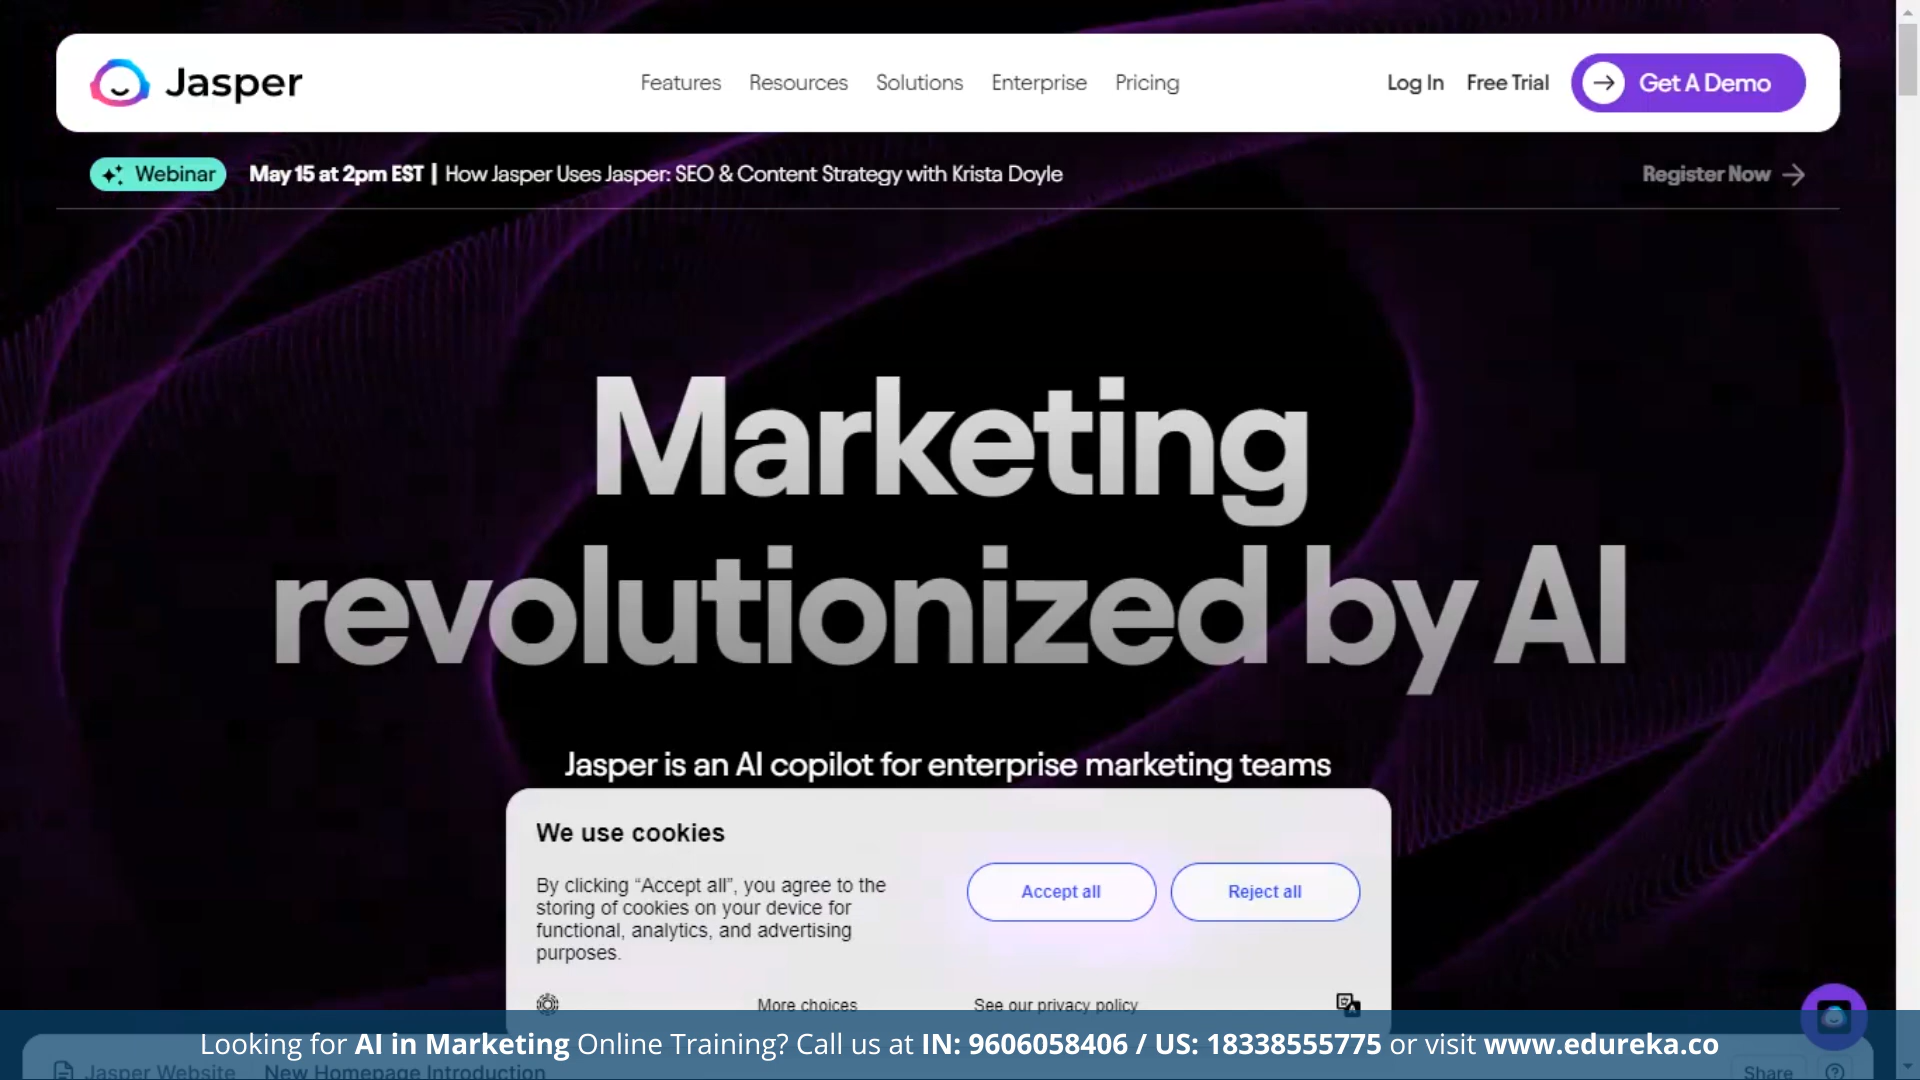 Jasper
Features Resources Solutions Enterprise Pricing
Log In Free Trial Get A Demo
Webinar May 15 at 2pm EST | How Jasper Uses Jasper: SEO & Content Strategy with Krista Doyle Register Now
Marketing
revolutionized by AI
Jasper is an AI copilot for enterprise marketing teams
We use cookies
By clicking “Accept all”, you agree to the
storing of cookies on your device for
functional, analytics, and advertising
purposes.
Accept all Reject all
More choices See our privacy policy
Looking for AI in Marketing Online Training? Call us at IN: 9606058406 / US: 18338555775 or visit www.edureka.co
Jasper Website New Homepage Introduction Share